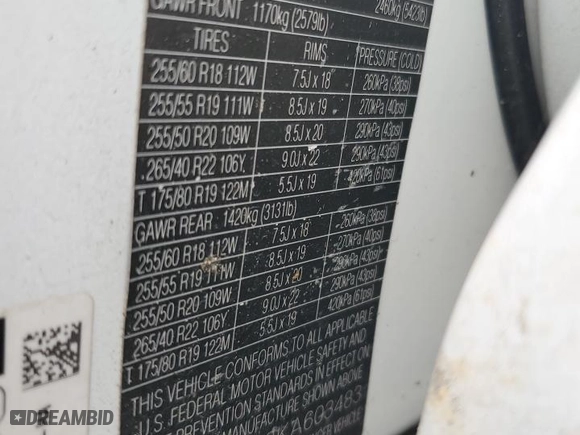 GAWR FRONT 1170kg (2579lb) 2460kg (5423lb)
TIRES RIMS PRESSURE (COLD)
255/60 R18 112W 7.5J x 18 260kPa (38psi)
255/55 R19 111W 8.5J x 19 270kPa (40psi)
255/50 R20 109W 8.5J x 20 290kPa (43psi)
265/40 R22 106Y 9.0J x 22 290kPa (43psi)
T 175/80 R19 122M 5.5J x 19 420kPa (61psi)
GAWR REAR 1420kg (3131lb)
255/60 R18 112W 7.5J x 18 260kPa (38psi)
255/55 R19 111W 8.5J x 19 270kPa (40psi)
255/50 R20 109W 8.5J x 20 290kPa (43psi)
265/40 R22 106Y 9.0J x 22 290kPa (43psi)
T 175/80 R19 122M 5.5J x 19 420kPa (61psi)
THIS VEHICLE CONFORMS TO ALL APPLICABLE
U.S. FEDERAL MOTOR VEHICLE SAFETY AND
THEFT PREVENTION STANDARDS IN EFFECT ON
MANUFACTURE SHOWN ABOVE
A603483
DREAMBID